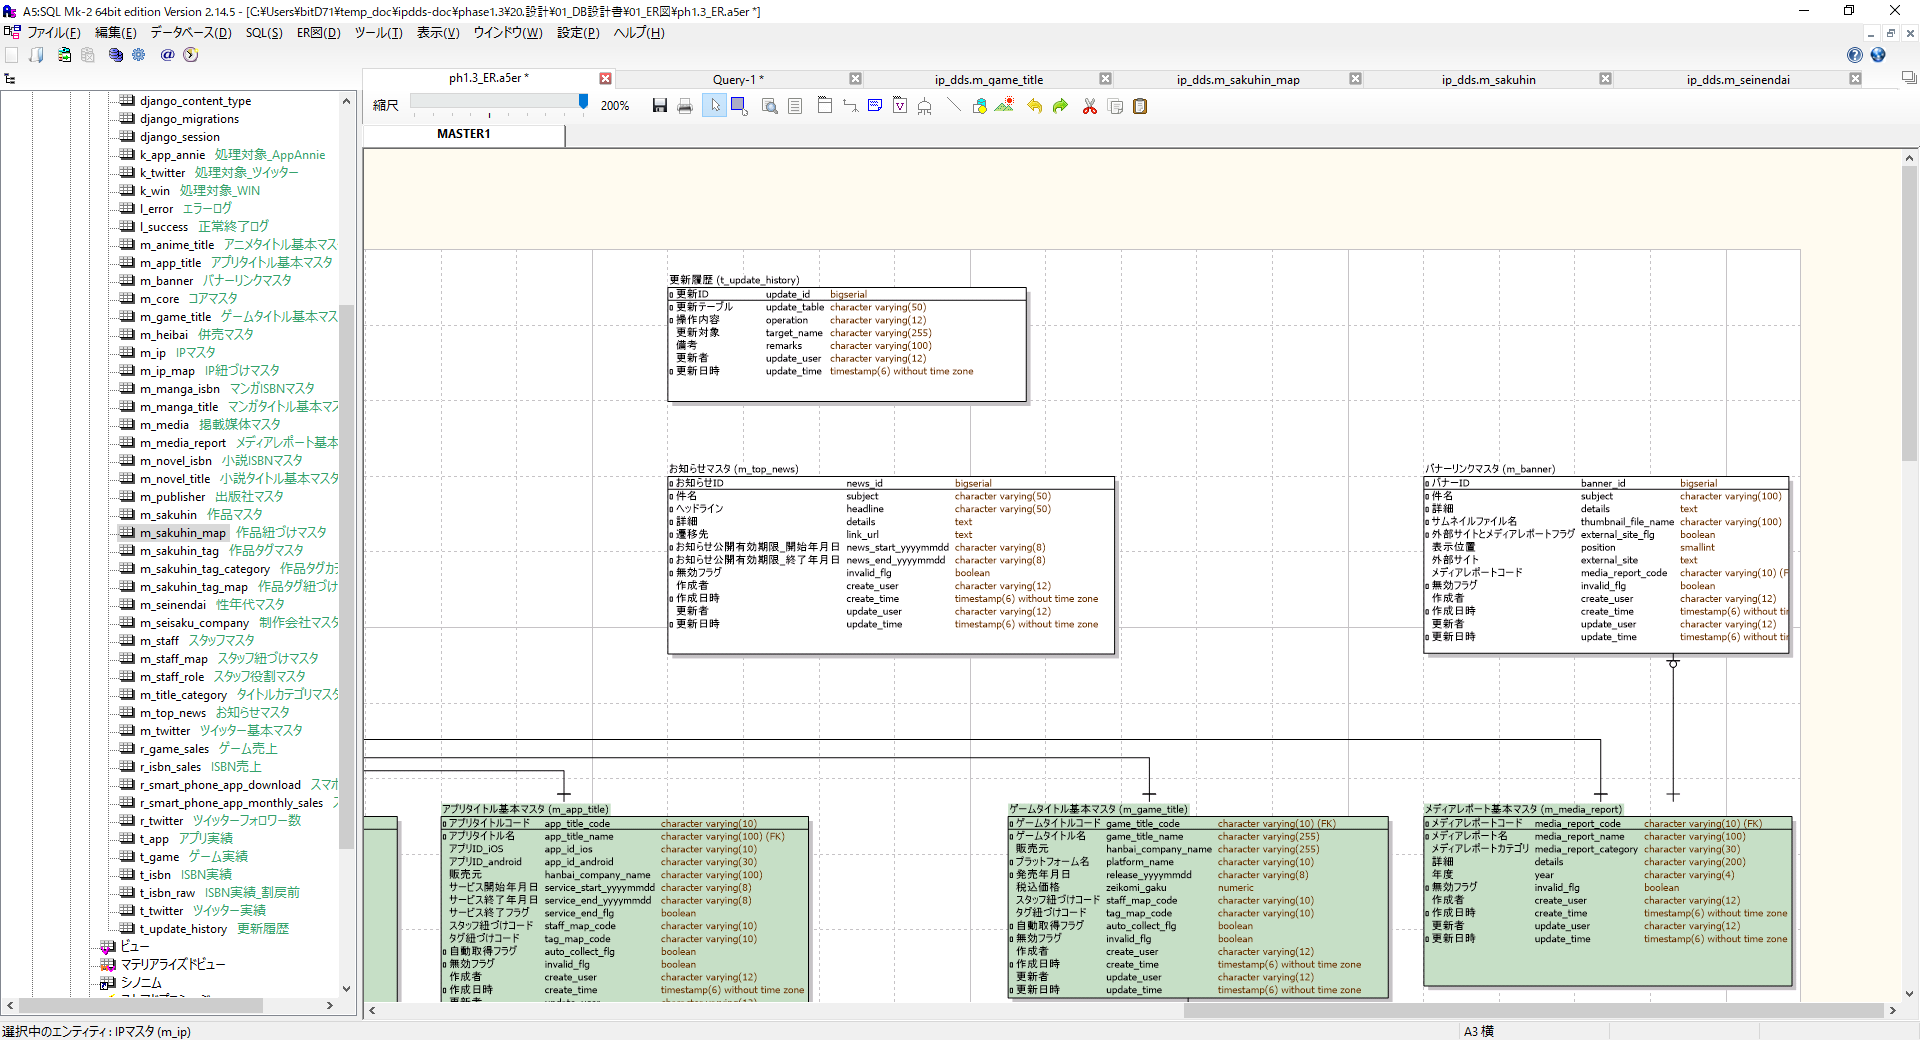 A5:SQL Mk-2 64bit edition Version 2.14.5 - [C:¥Users¥bitD71¥temp_doc¥ipdds-doc¥phase1.3¥20.設計¥01_DB設計書¥01_ER図¥ph1.3_ER.a5er *]
ファイル(F) 編集(E) データベース(D) SQL(S) ER図(D) ツール(T) 表示(V) ウインドウ(W) 設定(P) ヘルプ(H)
ph1.3_ER.a5er *
Query-1 *
ip_dds.m_game_title
ip_dds.m_sakuhin_map
ip_dds.m_sakuhin
ip_dds.m_seinendai
縮尺 200%
MASTER1
django_content_type
django_migrations
django_session
k_app_annie 処理対象_AppAnnie
k_twitter 処理対象_ツイッター
k_win 処理対象_WIN
l_error エラーログ
l_success 正常終了ログ
m_anime_title アニメタイトル基本マス
m_app_title アプリタイトル基本マスタ
m_banner バナーリンクマスタ
m_core コアマスタ
m_game_title ゲームタイトル基本マス
m_heibai 併売マスタ
m_ip IPマスタ
m_ip_map IP紐づけマスタ
m_manga_isbn マンガISBNマスタ
m_manga_title マンガタイトル基本マス
m_media 掲載媒体マスタ
m_media_report メディアレポート基本
m_novel_isbn 小説ISBNマスタ
m_novel_title 小説タイトル基本マスタ
m_publisher 出版社マスタ
m_sakuhin 作品マスタ
m_sakuhin_map 作品紐づけマスタ
m_sakuhin_tag 作品タグマスタ
m_sakuhin_tag_category 作品タグカ
m_sakuhin_tag_map 作品タグ紐づけ
m_seinendai 性年代マスタ
m_seisaku_company 制作会社マスタ
m_staff スタッフマスタ
m_staff_map スタッフ紐づけマスタ
m_staff_role スタッフ役割マスタ
m_title_category タイトルカテゴリマスタ
m_top_news お知らせマスタ
m_twitter ツイッター基本マスタ
r_game_sales ゲーム売上
r_isbn_sales ISBN売上
r_smart_phone_app_download スマホ
r_smart_phone_app_monthly_sales
r_twitter ツイッターフォロワー数
t_app アプリ実績
t_game ゲーム実績
t_isbn ISBN実績
t_isbn_raw ISBN実績_割戻前
t_twitter ツイッター実績
t_update_history 更新履歴
ビュー
マテリアライズドビュー
シノニム
更新履歴 (t_update_history)
更新ID update_id bigserial
更新テーブル update_table character varying(50)
操作内容 operation character varying(12)
更新対象 target_name character varying(255)
備考 remarks character varying(100)
更新者 update_user character varying(12)
更新日時 update_time timestamp(6) without time zone
お知らせマスタ (m_top_news)
お知らせID news_id bigserial
件名 subject character varying(50)
ヘッドライン headline character varying(50)
詳細 details text
遷移先 link_url text
お知らせ公開有効期限_開始年月日 news_start_yyyymmdd character varying(8)
お知らせ公開有効期限_終了年月日 news_end_yyyymmdd character varying(8)
無効フラグ invalid_flg boolean
作成者 create_user character varying(12)
作成日時 create_time timestamp(6) without time zone
更新者 update_user character varying(12)
更新日時 update_time timestamp(6) without time zone
バナーリンクマスタ (m_banner)
バナーID banner_id bigserial
件名 subject character varying(100)
詳細 details text
サムネイルファイル名 thumbnail_file_name character varying(100)
外部サイトとメディアレポートフラグ external_site_flg boolean
表示位置 position smallint
外部サイト external_site text
メディアレポートコード media_report_code character varying(10) (F
無効フラグ invalid_flg boolean
作成者 create_user character varying(12)
作成日時 create_time timestamp(6) without ti
更新者 update_user character varying(12)
更新日時 update_time timestamp(6) without ti
アプリタイトル基本マスタ (m_app_title)
アプリタイトルコード app_title_code character varying(10)
アプリタイトル名 app_title_name character varying(100) (FK)
アプリID_iOS app_id_ios character varying(10)
アプリID_android app_id_android character varying(30)
販売元 hanbai_company_name character varying(100)
サービス開始年月日 service_start_yyyymmdd character varying(8)
サービス終了年月日 service_end_yyyymmdd character varying(8)
サービス終了フラグ service_end_flg boolean
スタッフ紐づけコード staff_map_code character varying(10)
タグ紐づけコード tag_map_code character varying(10)
自動取得フラグ auto_collect_flg boolean
無効フラグ invalid_flg boolean
作成者 create_user character varying(12)
作成日時 create_time timestamp(6) without time zone
ゲームタイトル基本マスタ (m_game_title)
ゲームタイトルコード game_title_code character varying(10) (FK)
ゲームタイトル名 game_title_name character varying(255)
販売元 hanbai_company_name character varying(255)
プラットフォーム名 platform_name character varying(10)
発売年月日 release_yyyymmdd character varying(8)
税込価格 zeikomi_gaku numeric
スタッフ紐づけコード staff_map_code character varying(10)
タグ紐づけコード tag_map_code character varying(10)
自動取得フラグ auto_collect_flg boolean
無効フラグ invalid_flg boolean
作成者 create_user character varying(12)
作成日時 create_time timestamp(6) without time zone
更新者 update_user character varying(12)
更新日時 update_time timestamp(6) without time zone
メディアレポート基本マスタ (m_media_report)
メディアレポートコード media_report_code character varying(10) (FK)
メディアレポート名 media_report_name character varying(100)
メディアレポートカテゴリ media_report_category character varying(30)
詳細 details character varying(200)
年度 year character varying(4)
無効フラグ invalid_flg boolean
作成者 create_user character varying(12)
作成日時 create_time timestamp(6) without time zone
更新者 update_user character varying(12)
更新日時 update_time timestamp(6) without time zone
選択中のエンティティ : IPマスタ (m_ip)
A3 横